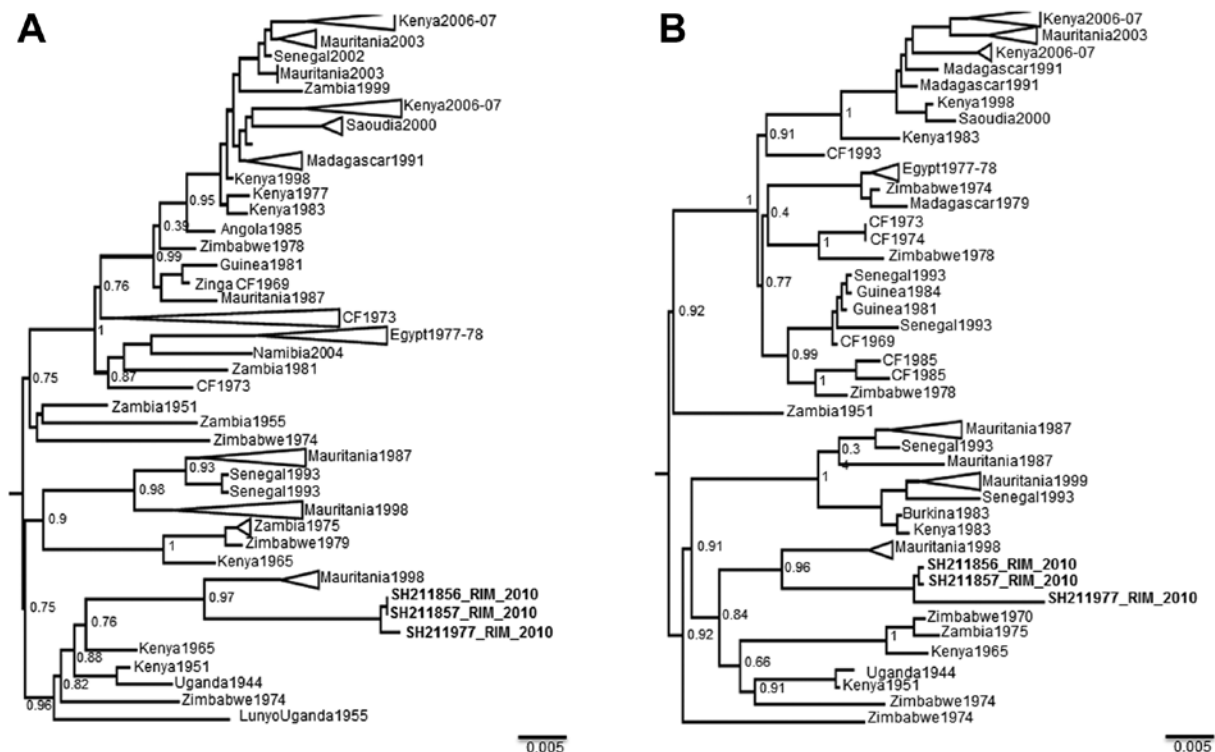 A
Kenya2006-07
Mauritania2003
Senegal2002
Mauritania2003
Zambia1999
Kenya2006-07
Saoudia2000
Madagascar1991
Kenya1998
Kenya1977
0.95
Kenya1983
0.39
Angola1985
Zimbabwe1978
0.99
Guinea1981
0.76
Zinga CF1969
Mauritania1987
CF1973
1
Egypt1977-78
Namibia2004
0.75
Zambia1981
0.87
CF1973
Zambia1951
Zambia1955
Zimbabwe1974
Mauritania1987
0.93
Senegal1993
0.98
Senegal1993
Mauritania1998
0.9
Zambia1975
1
Zimbabwe1979
Kenya1965
Mauritania1998
0.97
SH211856_RIM_2010
0.75
SH211857_RIM_2010
SH211977_RIM_2010
0.76
Kenya1965
0.88
Kenya1951
0.82
Uganda1944
0.96
Zimbabwe1974
LunyoUganda1955
0.005
B
Kenya2006-07
Mauritania2003
Kenya2006-07
Madagascar1991
Madagascar1991
Kenya1998
1
Saoudia2000
0.91
Kenya1983
CF1993
Egypt1977-78
1
Zimbabwe1974
0.4
Madagascar1979
CF1973
1
CF1974
Zimbabwe1978
0.77
Senegal1993
Guinea1984
0.92
Guinea1981
Senegal1993
0.99
CF1969
CF1985
1
CF1985
Zimbabwe1978
Zambia1951
Mauritania1987
0.3
Senegal1993
Mauritania1987
1
Mauritania1999
Senegal1993
Burkina1983
Kenya1983
0.91
Mauritania1998
0.96
SH211856_RIM_2010
SH211857_RIM_2010
SH211977_RIM_2010
0.84
Zimbabwe1970
0.92
1
Zambia1975
0.66
Kenya1965
Uganda1944
0.91
Kenya1951
Zimbabwe1974
Zimbabwe1974
0.005